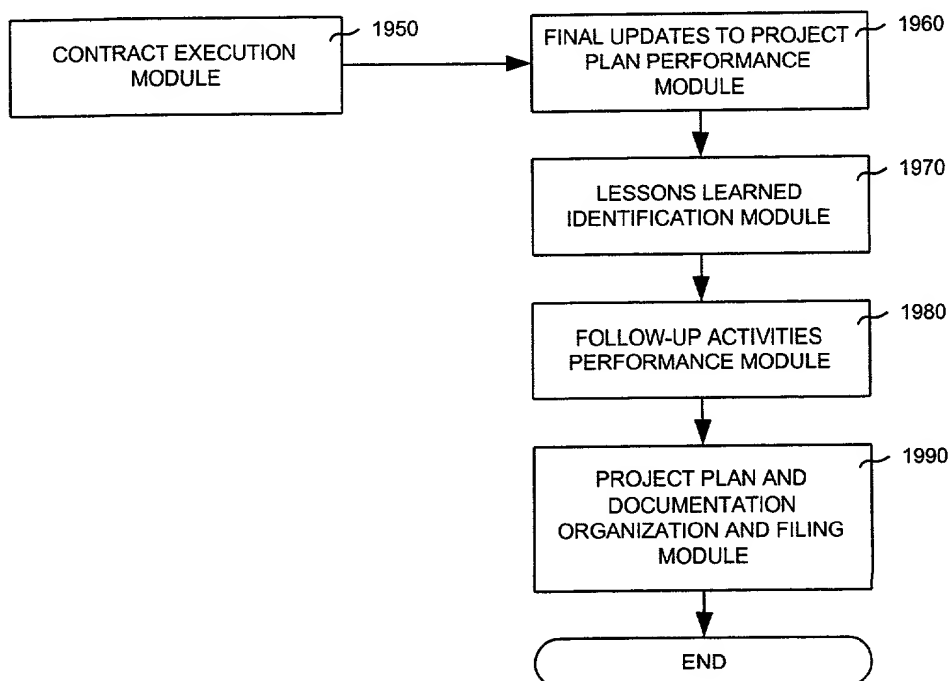 1950
CONTRACT EXECUTION
MODULE
1960
FINAL UPDATES TO PROJECT
PLAN PERFORMANCE
MODULE
1970
LESSONS LEARNED
IDENTIFICATION MODULE
1980
FOLLOW-UP ACTIVITIES
PERFORMANCE MODULE
1990
PROJECT PLAN AND
DOCUMENTATION
ORGANIZATION AND FILING
MODULE
END